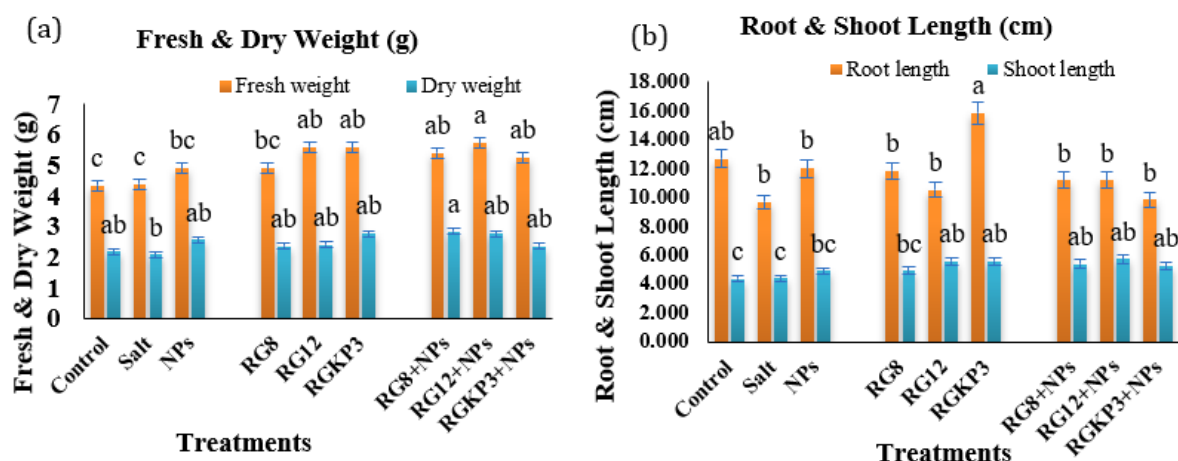 (a)
Fresh & Dry Weight (g)
Fresh weight Dry weight
Fresh & Dry Weight (g)
7
6
5
4
3
2
1
0
c c bc bc ab ab ab a ab
ab b ab ab ab ab a ab ab
Control Salt NPs RG8 RG12 RGKP3 RG8+NPs RG12+NPs RGKP3+NPs
Treatments
(b)
Root & Shoot Length (cm)
Root length Shoot length
Root & Shoot Length (cm)
18.000
16.000
14.000
12.000
10.000
8.000
6.000
4.000
2.000
0.000
ab b b b b a b b b
c c bc bc ab ab ab ab ab
Control Salt NPs RG8 RG12 RGKP3 RG8+NPs RG12+NPs RGKP3+NPs
Treatments